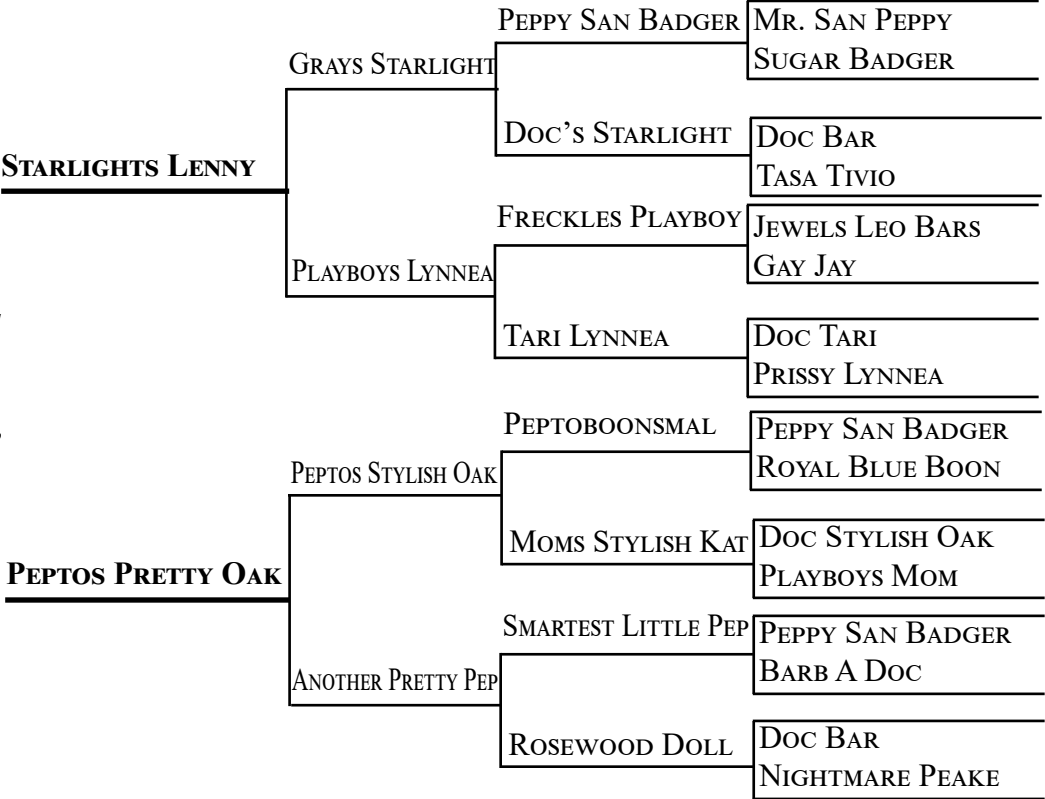 Peppy San Badger
Mr. San Peppy
Sugar Badger
Grays Starlight
Doc's Starlight
Doc Bar
Tasa Tivio
Starlights Lenny
Freckles Playboy
Jewels Leo Bars
Gay Jay
Playboys Lynnea
Tari Lynnea
Doc Tari
Prissy Lynnea
Peptoboonsmal
Peppy San Badger
Royal Blue Boon
Peptos Stylish Oak
Moms Stylish Kat
Doc Stylish Oak
Playboys Mom
Peptos Pretty Oak
Smartest Little Pep
Peppy San Badger
Barb A Doc
Another Pretty Pep
Rosewood Doll
Doc Bar
Nightmare Peake